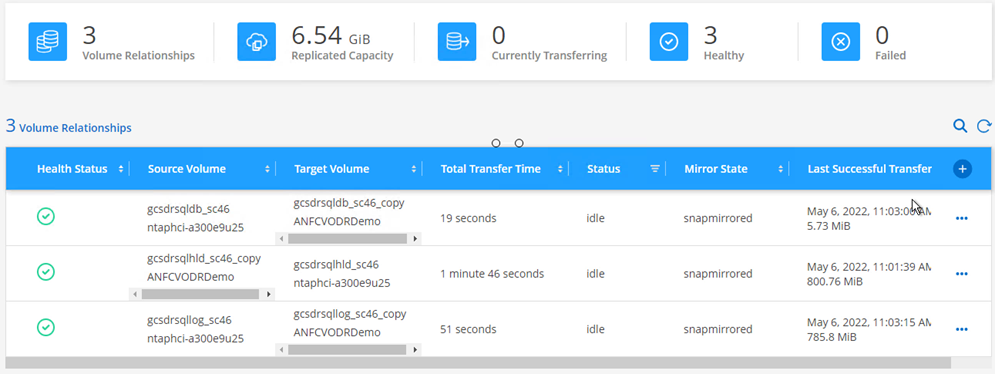 3
Volume Relationships
6.54 GiB
Replicated Capacity
0
Currently Transferring
3
Healthy
0
Failed
3 Volume Relationships
Health Status Source Volume Target Volume Total Transfer Time Status Mirror State Last Successful Transfer
gcsdrsqldb_sc46
ntaphci-a300e9u25
gcsdrsqldb_sc46_copy
ANFCVODRDemo
19 seconds
idle
snapmirrored
May 6, 2022, 11:03:00 AM
5.73 MiB
gcsdrsqlhld_sc46_copy
ANFCVODRDemo
gcsdrsqlhld_sc46
ntaphci-a300e9u25
1 minute 46 seconds
idle
snapmirrored
May 6, 2022, 11:01:39 AM
800.76 MiB
gcsdrsqllog_sc46
ntaphci-a300e9u25
gcsdrsqllog_sc46_copy
ANFCVODRDemo
51 seconds
idle
snapmirrored
May 6, 2022, 11:03:15 AM
785.8 MiB